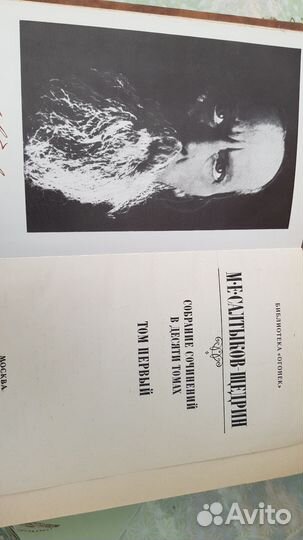 БИБЛИОТЕКА «ОГОНЕК»
М·Е·САЛТЫКОВ-ЩЕДРИН
СОБРАНИЕ СОЧИНЕНИЙ
В ДЕСЯТИ ТОМАХ
ТОМ ПЕРВЫЙ
МОСКВА
Avito